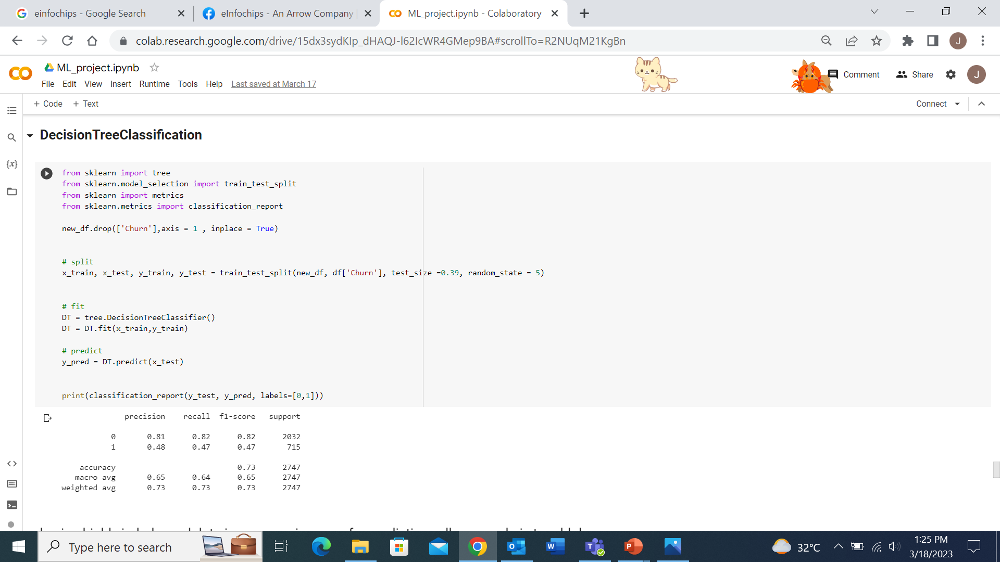 einfochips - Google Search
eInfochips - An Arrow Company
ML_project.ipynb - Colaboratory
colab.research.google.com/drive/15dx3sydKIp_dHAQJ-l62IcWR4GMep9BA#scrollTo=R2NUqM21KgBn
J
ML_project.ipynb
File Edit View Insert Runtime Tools Help Last saved at March 17
Comment Share J
+ Code + Text
Connect
DecisionTreeClassification
{x}
from sklearn import tree
from sklearn.model_selection import train_test_split
from sklearn import metrics
from sklearn.metrics import classification_report
new_df.drop(['Churn'],axis = 1 , inplace = True)
# split
x_train, x_test, y_train, y_test = train_test_split(new_df, df['Churn'], test_size =0.39, random_state = 5)
# fit
DT = tree.DecisionTreeClassifier()
DT = DT.fit(x_train,y_train)
# predict
y_pred = DT.predict(x_test)
print(classification_report(y_test, y_pred, labels=[0,1]))
precision recall f1-score support
0 0.81 0.82 0.82 2032
1 0.48 0.47 0.47 715
accuracy 0.73 2747
macro avg 0.65 0.64 0.65 2747
weighted avg 0.73 0.73 0.73 2747
Type here to search
32°C
1:25 PM
3/18/2023